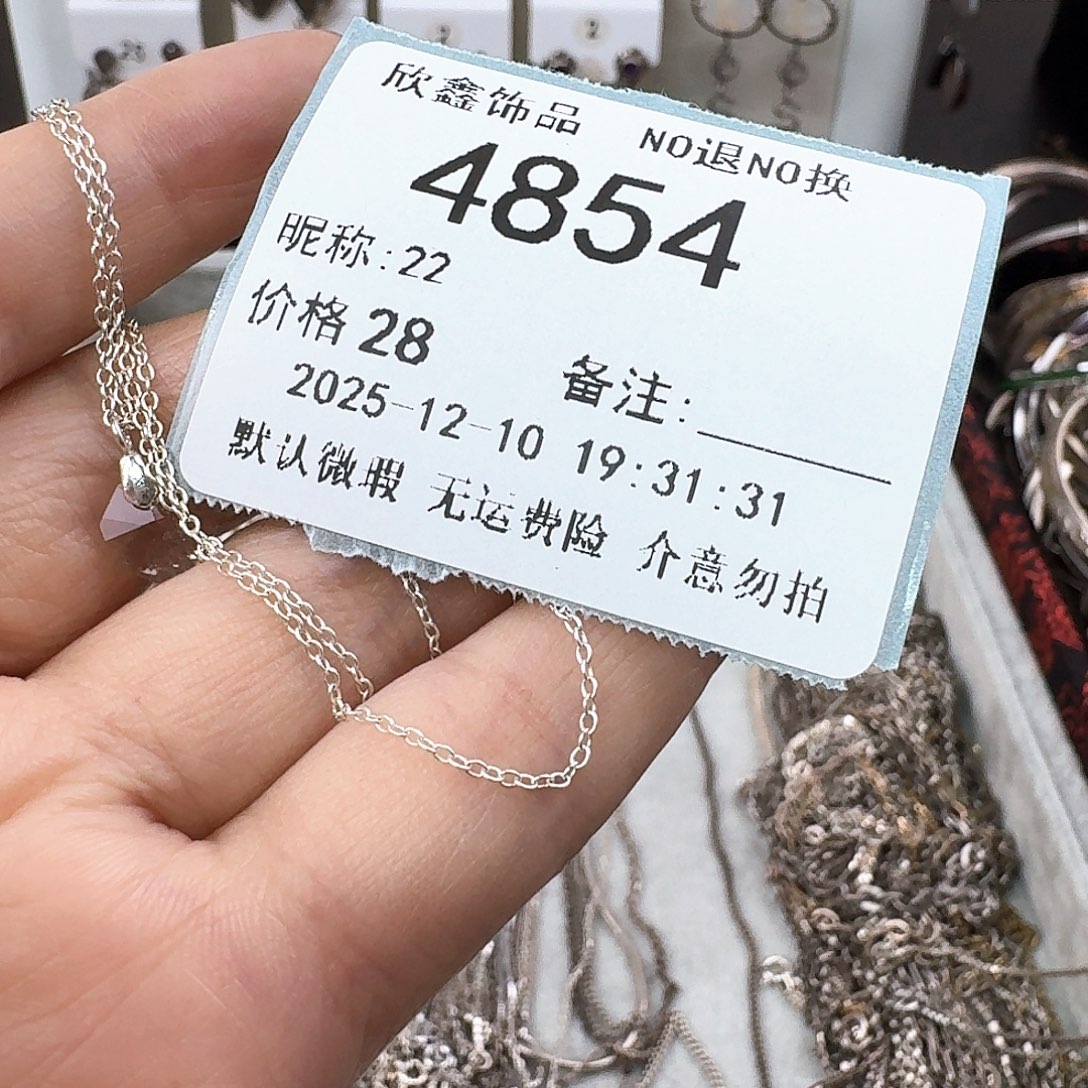 欣鑫饰品 NO退NO换
4854
昵称:22
价格 28 备注:
2025-12-10 19:31:31
默认微瑕 无运费险 介意勿拍